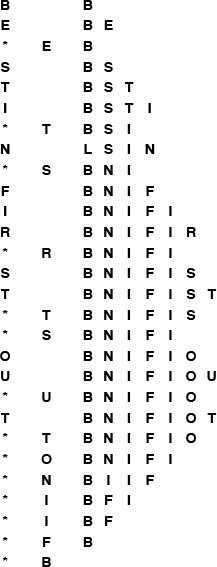 B B
E B E
* E B
S B S
T B S T
I B S T I
* T B S I
N L S I N
* S B N I
F B N I F
I B N I F I
R B N I F I R
* R B N I F I
S B N I F I S
T B N I F I S T
* T B N I F I S
* S B N I F I
O B N I F I O
U B N I F I O U
* U B N I F I O
T B N I F I O T
* T B N I F I O
* O B N I F I
* N B I I F
* I B F I
* I B F
* F B
* B